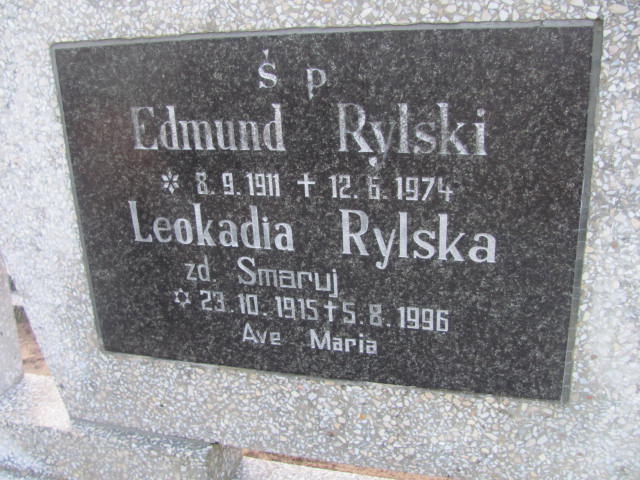 Ś p
Edmund Rylski
* 8.9.1911 † 12.6.1974
Leokadia Rylska
zd. Smaruj
✡ 23.10.1915 † 5.8.1996
Ave Maria